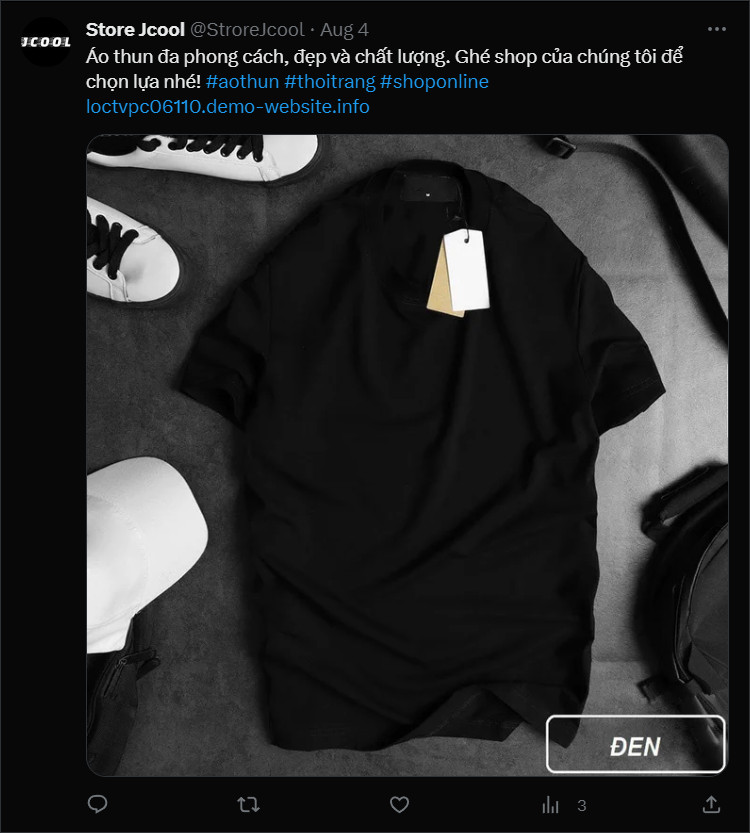 JCOOL
Store Jcool @StroreJcool · Aug 4
Áo thun đa phong cách, đẹp và chất lượng. Ghé shop của chúng tôi để
chọn lựa nhé! #aothun #thoitrang #shoponline
loctvpc06110.demo-website.info
ĐEN
3